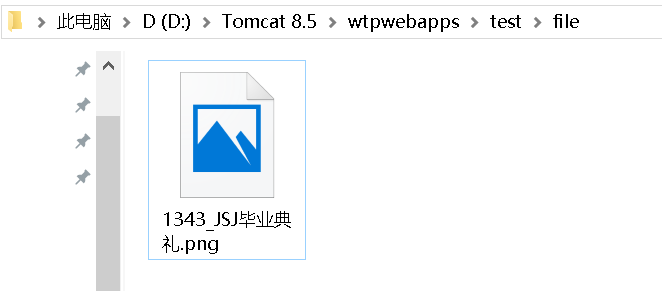 此电脑 > D (D:) > Tomcat 8.5 > wtpwebapps > test > file
1343_JSJ毕业典
礼.png